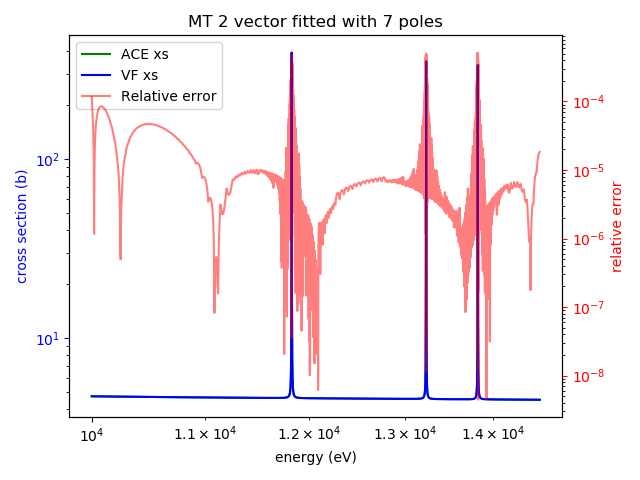 MT 2 vector fitted with 7 poles
ACE xs
VF xs
Relative error
cross section (b)
10²
10¹
10⁻⁴
10⁻⁵
10⁻⁶
10⁻⁷
10⁻⁸
relative error
10⁴
1.1 × 10⁴
1.2 × 10⁴
1.3 × 10⁴
1.4 × 10⁴
energy (eV)